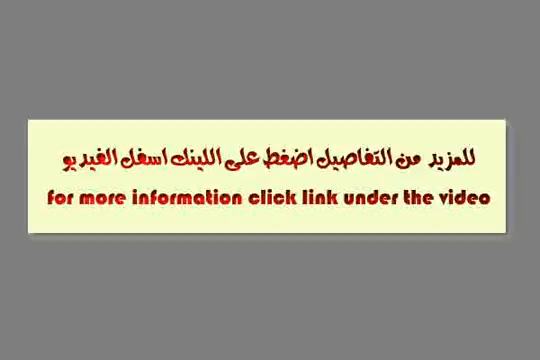 للمزيد من التفاصيل اضغط على اللينك اسفل الفيديو
for more information click link under the video